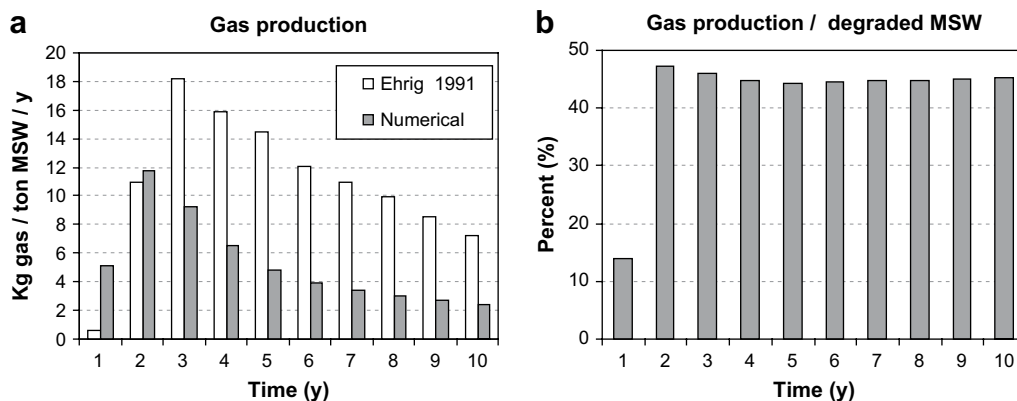 a
Gas production
Kg gas / ton MSW / y
20
18
16
14
12
10
8
6
4
2
0
Ehrig 1991
Numerical
1 2 3 4 5 6 7 8 9 10
Time (y)
b
Gas production / degraded MSW
Percent (%)
50
40
30
20
10
0
1 2 3 4 5 6 7 8 9 10
Time (y)